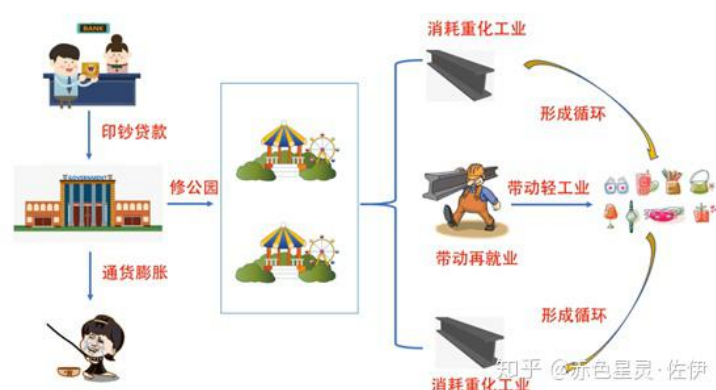 BANK
消耗重化工业
印钞贷款
形成循环
GOVERNMENT
修公园
带动轻工业
带动再就业
通货膨胀
形成循环
消耗重化工业
知乎 @赤色星灵·佐伊